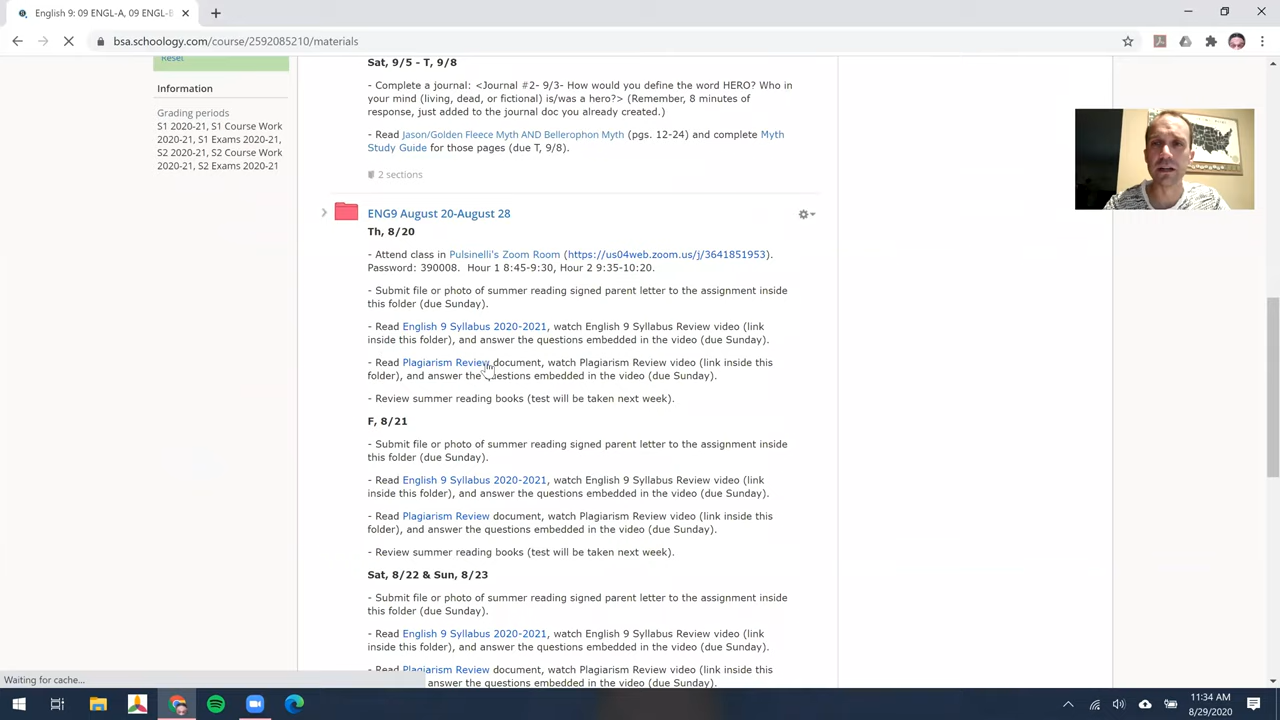 English 9: 09 ENGL-A, 09 ENGL-B
bsa.schoology.com/course/2592085210/materials
Reset
Information
Grading periods
S1 2020-21, S1 Course Work
2020-21, S1 Exams 2020-21,
S2 2020-21, S2 Course Work
2020-21, S2 Exams 2020-21
Sat, 9/5 - T, 9/8
- Complete a journal: <Journal #2- 9/3- How would you define the word HERO? Who in
your mind (living, dead, or fictional) is/was a hero?> (Remember, 8 minutes of
response, just added to the journal doc you already created.)
- Read Jason/Golden Fleece Myth AND Bellerophon Myth (pgs. 12-24) and complete Myth
Study Guide for those pages (due T, 9/8).
2 sections
ENG9 August 20-August 28
Th, 8/20
- Attend class in Pulsinelli's Zoom Room (https://us04web.zoom.us/j/3641851953).
Password: 390008. Hour 1 8:45-9:30, Hour 2 9:35-10:20.
- Submit file or photo of summer reading signed parent letter to the assignment inside
this folder (due Sunday).
- Read English 9 Syllabus 2020-2021, watch English 9 Syllabus Review video (link
inside this folder), and answer the questions embedded in the video (due Sunday).
- Read Plagiarism Review document, watch Plagiarism Review video (link inside this
folder), and answer the questions embedded in the video (due Sunday).
- Review summer reading books (test will be taken next week).
F, 8/21
- Submit file or photo of summer reading signed parent letter to the assignment inside
this folder (due Sunday).
- Read English 9 Syllabus 2020-2021, watch English 9 Syllabus Review video (link
inside this folder), and answer the questions embedded in the video (due Sunday).
- Read Plagiarism Review document, watch Plagiarism Review video (link inside this
folder), and answer the questions embedded in the video (due Sunday).
- Review summer reading books (test will be taken next week).
Sat, 8/22 & Sun, 8/23
- Submit file or photo of summer reading signed parent letter to the assignment inside
this folder (due Sunday).
- Read English 9 Syllabus 2020-2021, watch English 9 Syllabus Review video (link
inside this folder), and answer the questions embedded in the video (due Sunday).
- Read Plagiarism Review document, watch Plagiarism Review video (link inside this
and answer the questions embedded in the video (due Sunday).
Waiting for cache...
11:34 AM
8/29/2020